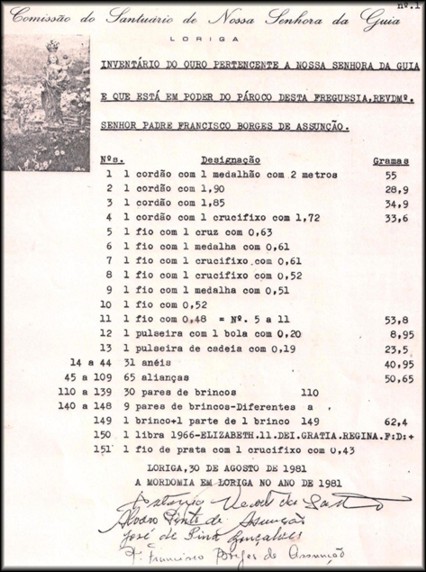 nº.1
Comissão do Santuário de Nossa Senhora da Guia
LORIGA
INVENTÁRIO DO OURO PERTENCENTE A NOSSA SENHORA DA GUIA
E QUE ESTÁ EM PODER DO PÁROCO DESTA FREGUESIA,REVDMº.
SENHOR PADRE FRANCISCO BORGES DE ASSUNÇÃO.
Nºs. Designação Gramas
1 1 cordão com 1 medalhão com 2 metros 55
2 1 cordão com 1,90 28,9
3 1 cordão com 1,85 34,9
4 1 cordão com 1 crucifixo com 1,72 33,6
5 1 fio com 1 cruz com 0,63
6 1 fio com 1 medalha com 0,61
7 1 fio com 1 crucifixo com 0,61
8 1 fio com 1 crucifixo com 0,52
9 1 fio com 1 medalha com 0,51
10 1 fio com 0,52
11 1 fio com 0,48 = Nº. 5 a 11 53,8
12 1 pulseira com 1 bola com 0,20 8,95
13 1 pulseira de cadeia com 0,19 23,5
14 a 44 31 anéis 40,95
45 a 109 65 alianças 50,65
110 a 139 30 pares de brincos 110
140 a 148 9 pares de brincos-Diferentes a
149 1 brinco+1 parte de 1 brinco 149 62,4
150 1 libra 1966-ELIZABETH.11.DEI.GRATIA.REGINA.F:D:+
151 1 fio de prata com 1 crucifixo com 0,43
LORIGA,30 DE AGOSTO DE 1981
A MORDOMIA EM LORIGA NO ANO DE 1981
Antonio
Alvaro Pinto de Assunção
José de Pina Gonçalves
P. Francisco Borges de Assunção